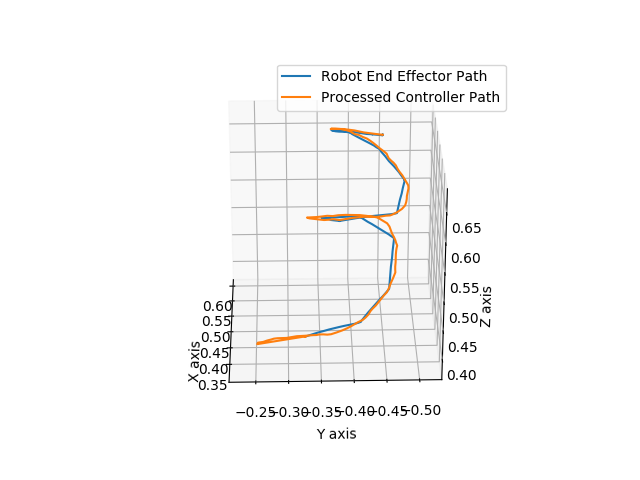 Robot End Effector Path
Processed Controller Path
0.65
0.60
0.55
0.50
0.45
0.40
Z axis
0.60
0.55
0.50
0.45
0.40
0.35
X axis
−0.25 −0.30 −0.35 −0.40 −0.45 −0.50
Y axis